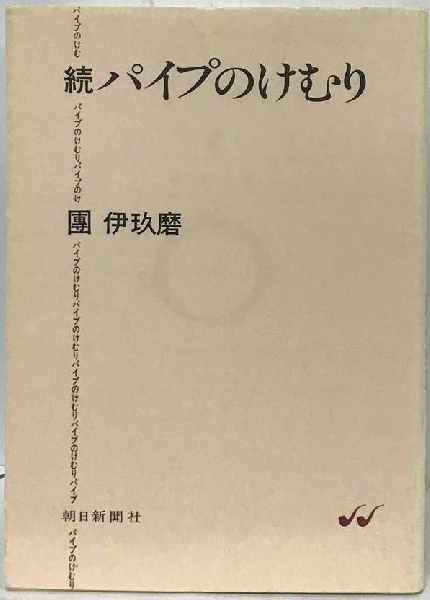 続パイプのけむり
團 伊玖磨
朝日新聞社
パイプのけむ
パイプのけむりパイプのけ
パイプのけむりパイプのけむりパイプのけむりパイプのけむりパイプ
パイプのけむり